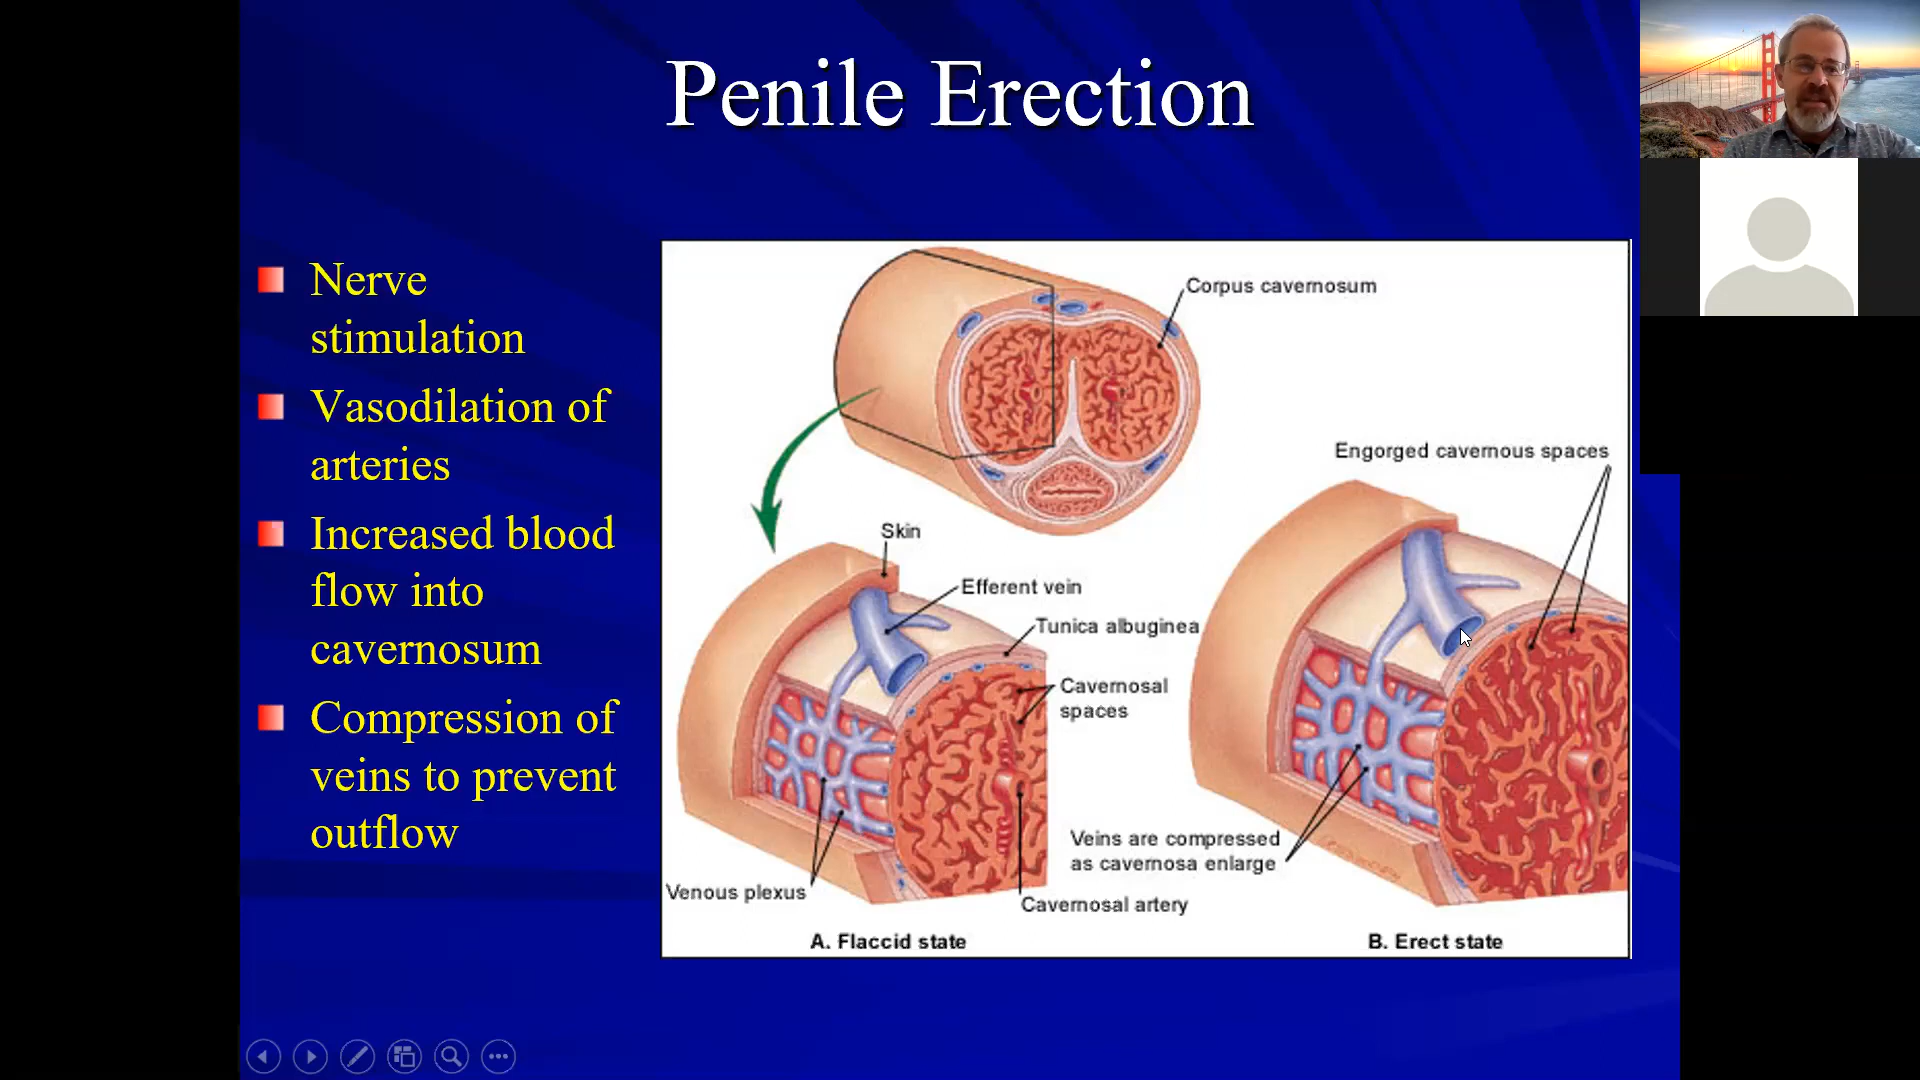 Penile Erection
Nerve
stimulation
Vasodilation of
arteries
Increased blood
flow into
cavernosum
Compression of
veins to prevent
outflow
Corpus cavernosum
Engorged cavernous spaces
Skin
Efferent vein
Tunica albuginea
Cavernosal
spaces
Veins are compressed
as cavernosa enlarge
Venous plexus
Cavernosal artery
A. Flaccid state
B. Erect state